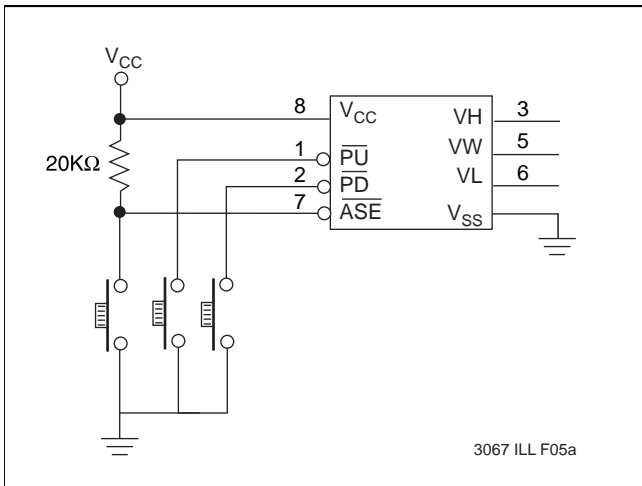 VCC
20KΩ
8
1
2
7
VCC
PU
PD
ASE
VH
VW
VL
VSS
3
5
6
3067 ILL F05a